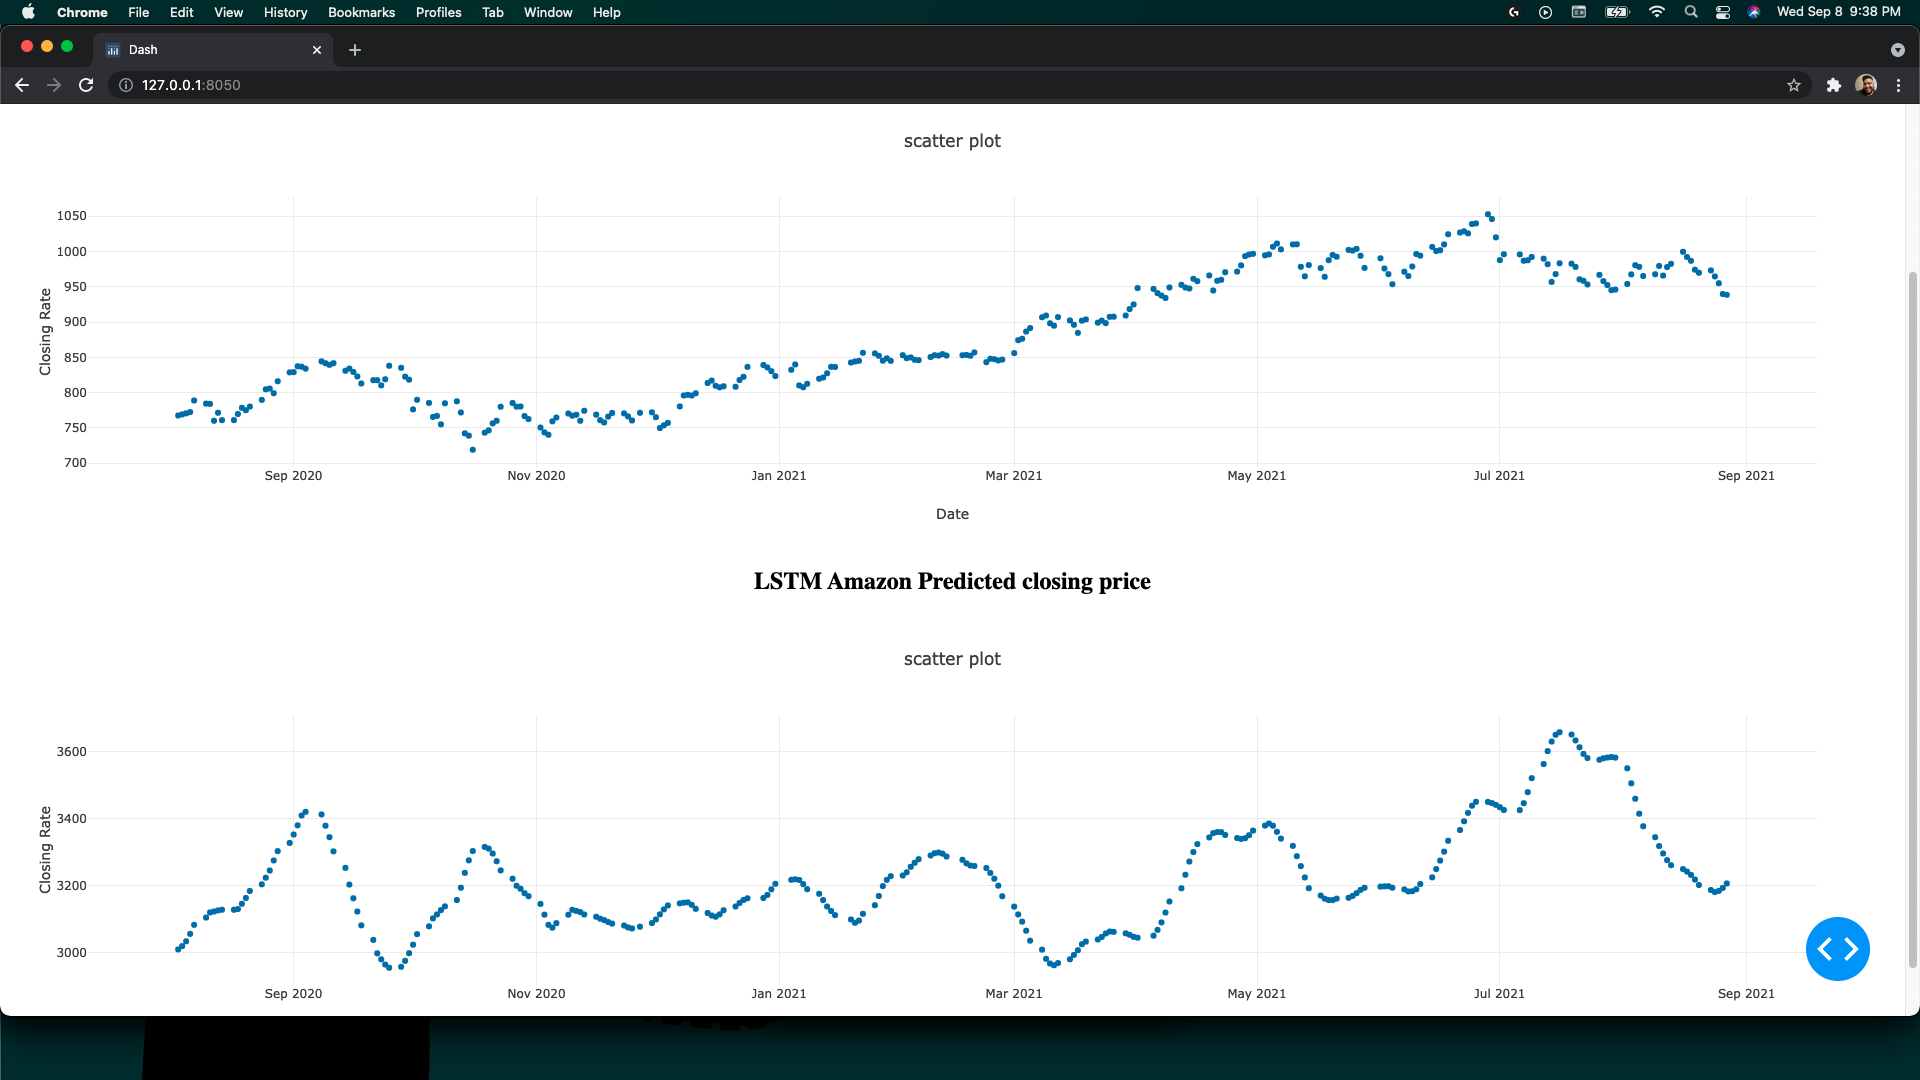 Chrome File Edit View History Bookmarks Profiles Tab Window Help Wed Sep 8 9:38 PM
Dash
127.0.0.1:8050
scatter plot
1050
1000
950
900
850
800
750
700
Closing Rate
Sep 2020 Nov 2020 Jan 2021 Mar 2021 May 2021 Jul 2021 Sep 2021
Date
LSTM Amazon Predicted closing price
scatter plot
3600
3400
3200
3000
Closing Rate
Sep 2020 Nov 2020 Jan 2021 Mar 2021 May 2021 Jul 2021 Sep 2021